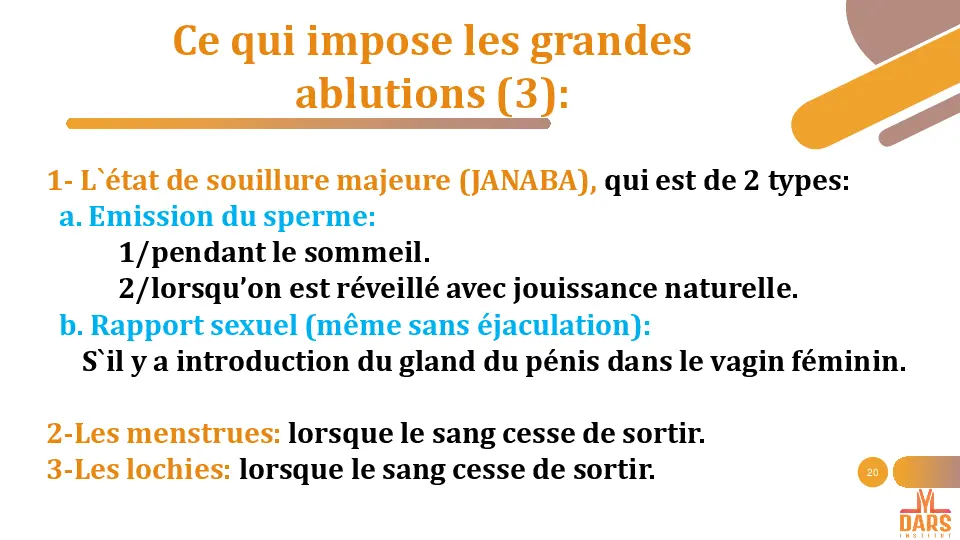 Ce qui impose les grandes
ablutions (3):
1- L`état de souillure majeure (JANABA), qui est de 2 types:
a. Emission du sperme:
1/pendant le sommeil.
2/lorsqu’on est réveillé avec jouissance naturelle.
b. Rapport sexuel (même sans éjaculation):
S`il y a introduction du gland du pénis dans le vagin féminin.
2-Les menstrues: lorsque le sang cesse de sortir.
3-Les lochies: lorsque le sang cesse de sortir.
20
DARS
INSTITUT